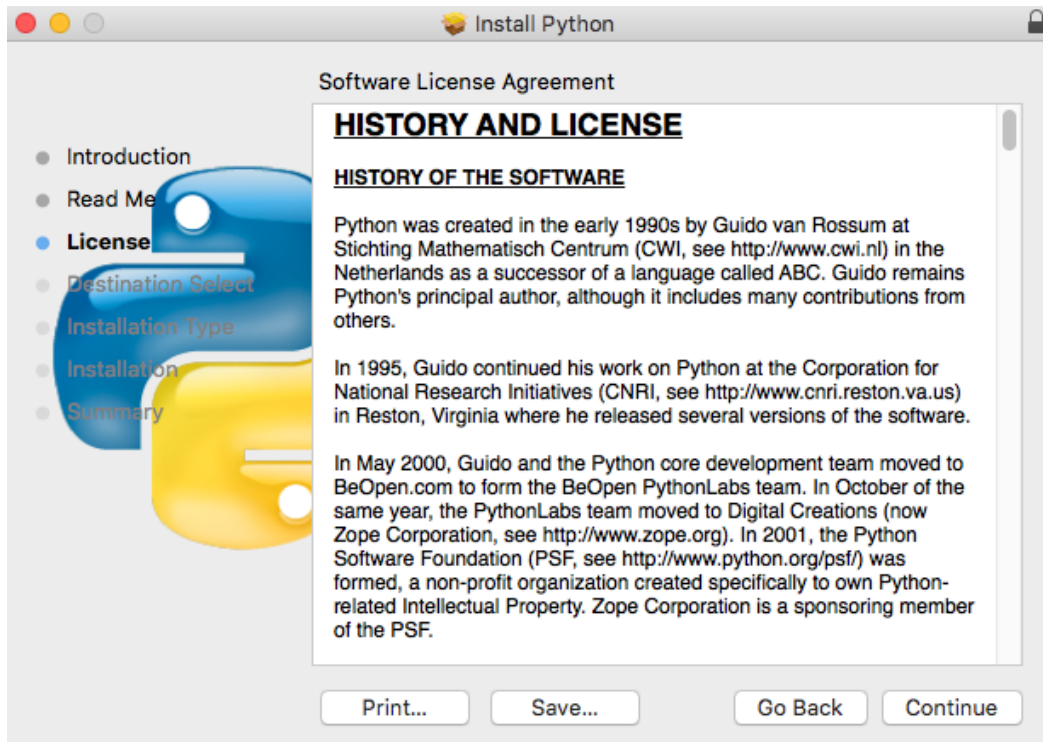 Install Python
Software License Agreement
Introduction
Read Me
License
Destination Select
Installation Type
Installation
Summary
HISTORY AND LICENSE
HISTORY OF THE SOFTWARE
Python was created in the early 1990s by Guido van Rossum at
Stichting Mathematisch Centrum (CWI, see http://www.cwi.nl) in the
Netherlands as a successor of a language called ABC. Guido remains
Python's principal author, although it includes many contributions from
others.
In 1995, Guido continued his work on Python at the Corporation for
National Research Initiatives (CNRI, see http://www.cnri.reston.va.us)
in Reston, Virginia where he released several versions of the software.
In May 2000, Guido and the Python core development team moved to
BeOpen.com to form the BeOpen PythonLabs team. In October of the
same year, the PythonLabs team moved to Digital Creations (now
Zope Corporation, see http://www.zope.org). In 2001, the Python
Software Foundation (PSF, see http://www.python.org/psf/) was
formed, a non-profit organization created specifically to own Python-
related Intellectual Property. Zope Corporation is a sponsoring member
of the PSF.
Print...
Save...
Go Back
Continue